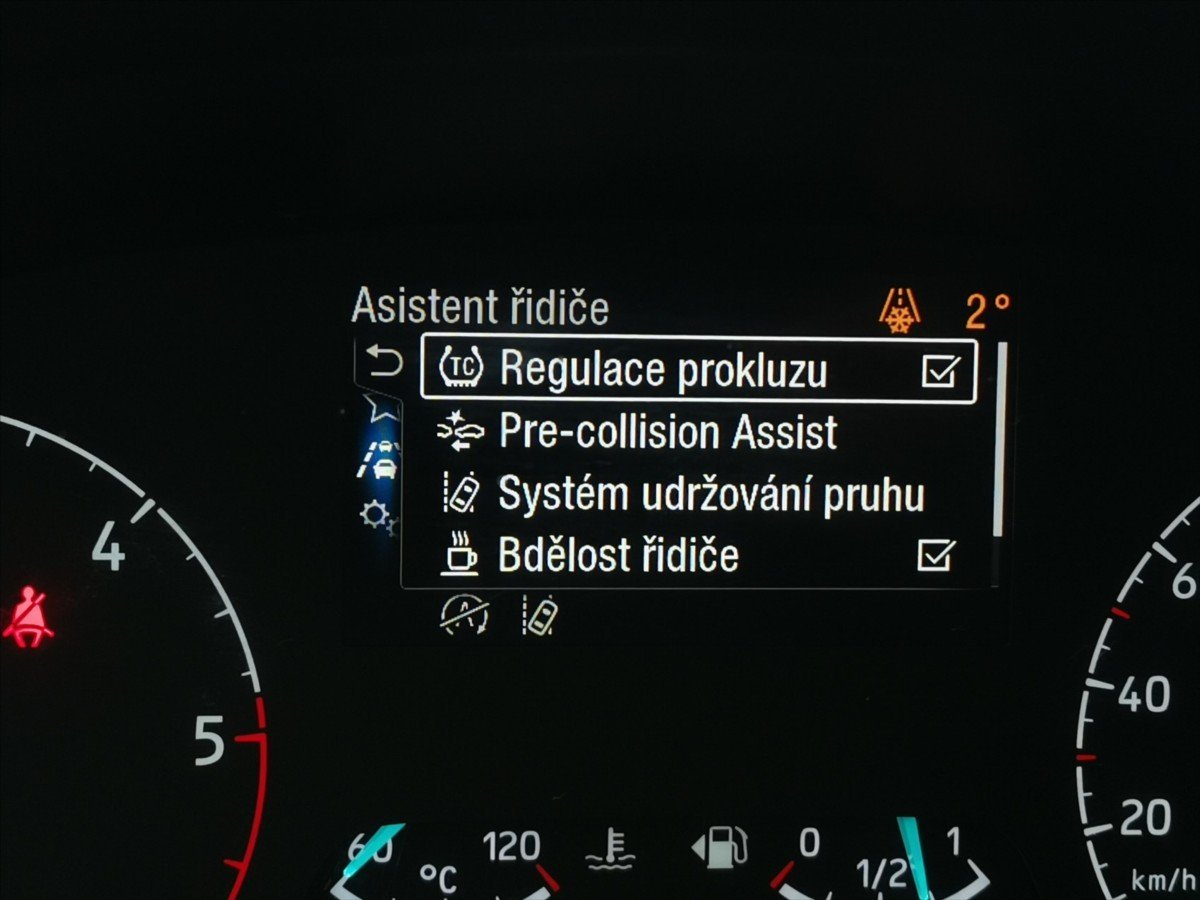 Asistent řidiče 2°
TC Regulace prokluzu
Pre-collision Assist
Systém udržování pruhu
Bdělost řidiče
A
4
5
60 °C 120
0 1/2 1
6
40
20
km/h